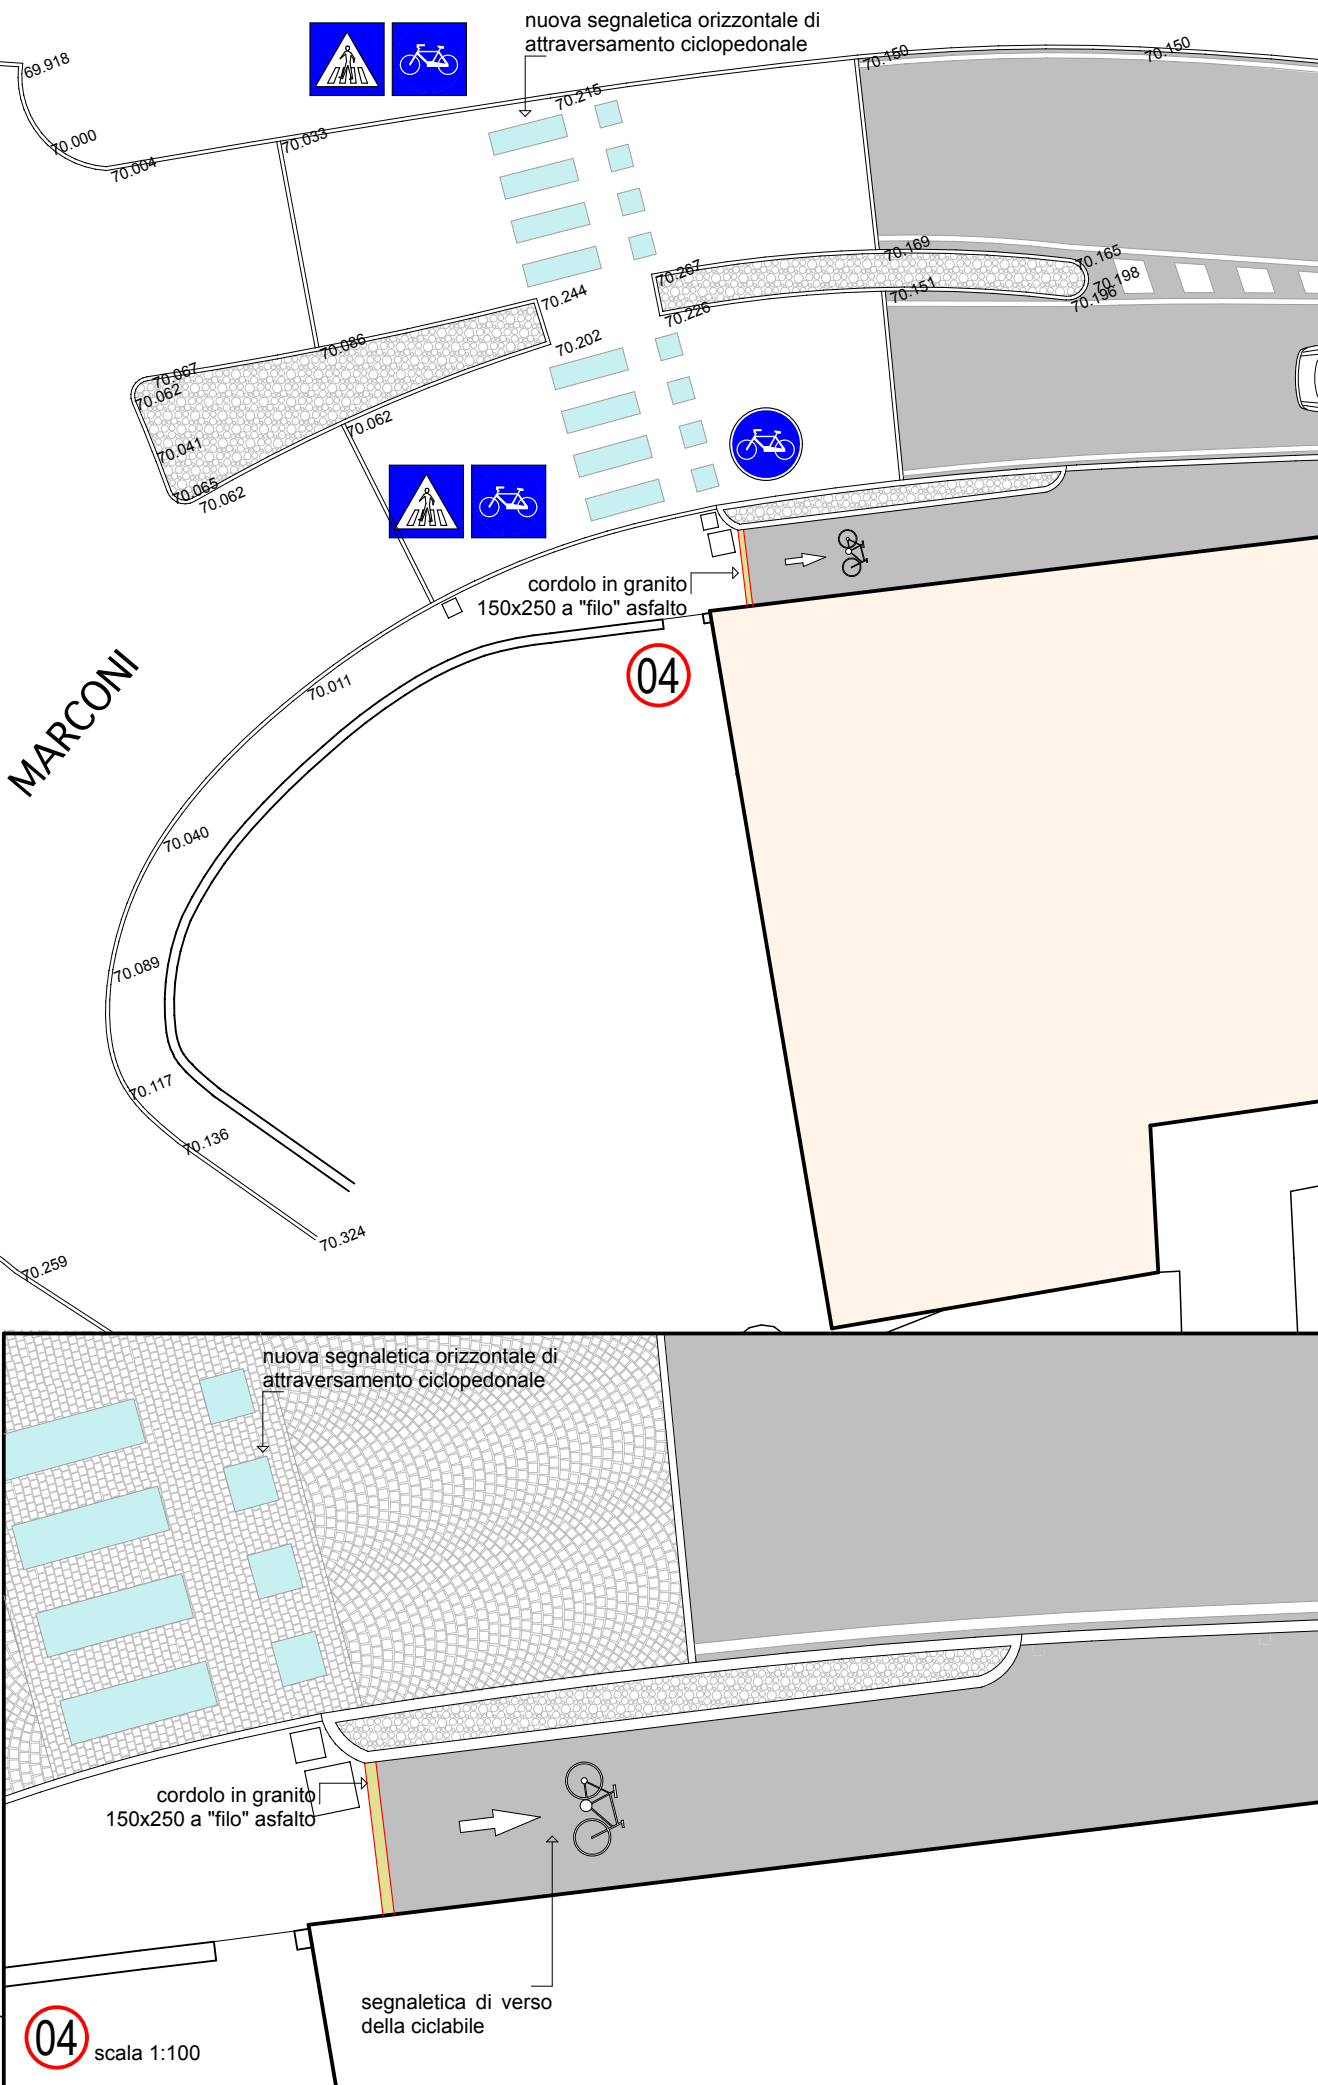 nuova segnaletica orizzontale di
attraversamento ciclopedonale
69.918
70.000
70.004
70.033
70.215
70.150
70.150
70.267
70.169
70.165
70.198
70.196
70.151
70.226
70.244
70.202
70.086
70.067
70.062
70.041
70.065
70.062
70.062
cordolo in granito
150x250 a "filo" asfalto
04
MARCONI
70.011
70.040
70.089
70.117
70.136
70.324
70.259
nuova segnaletica orizzontale di
attraversamento ciclopedonale
cordolo in granito
150x250 a "filo" asfalto
segnaletica di verso
della ciclabile
04
scala 1:100